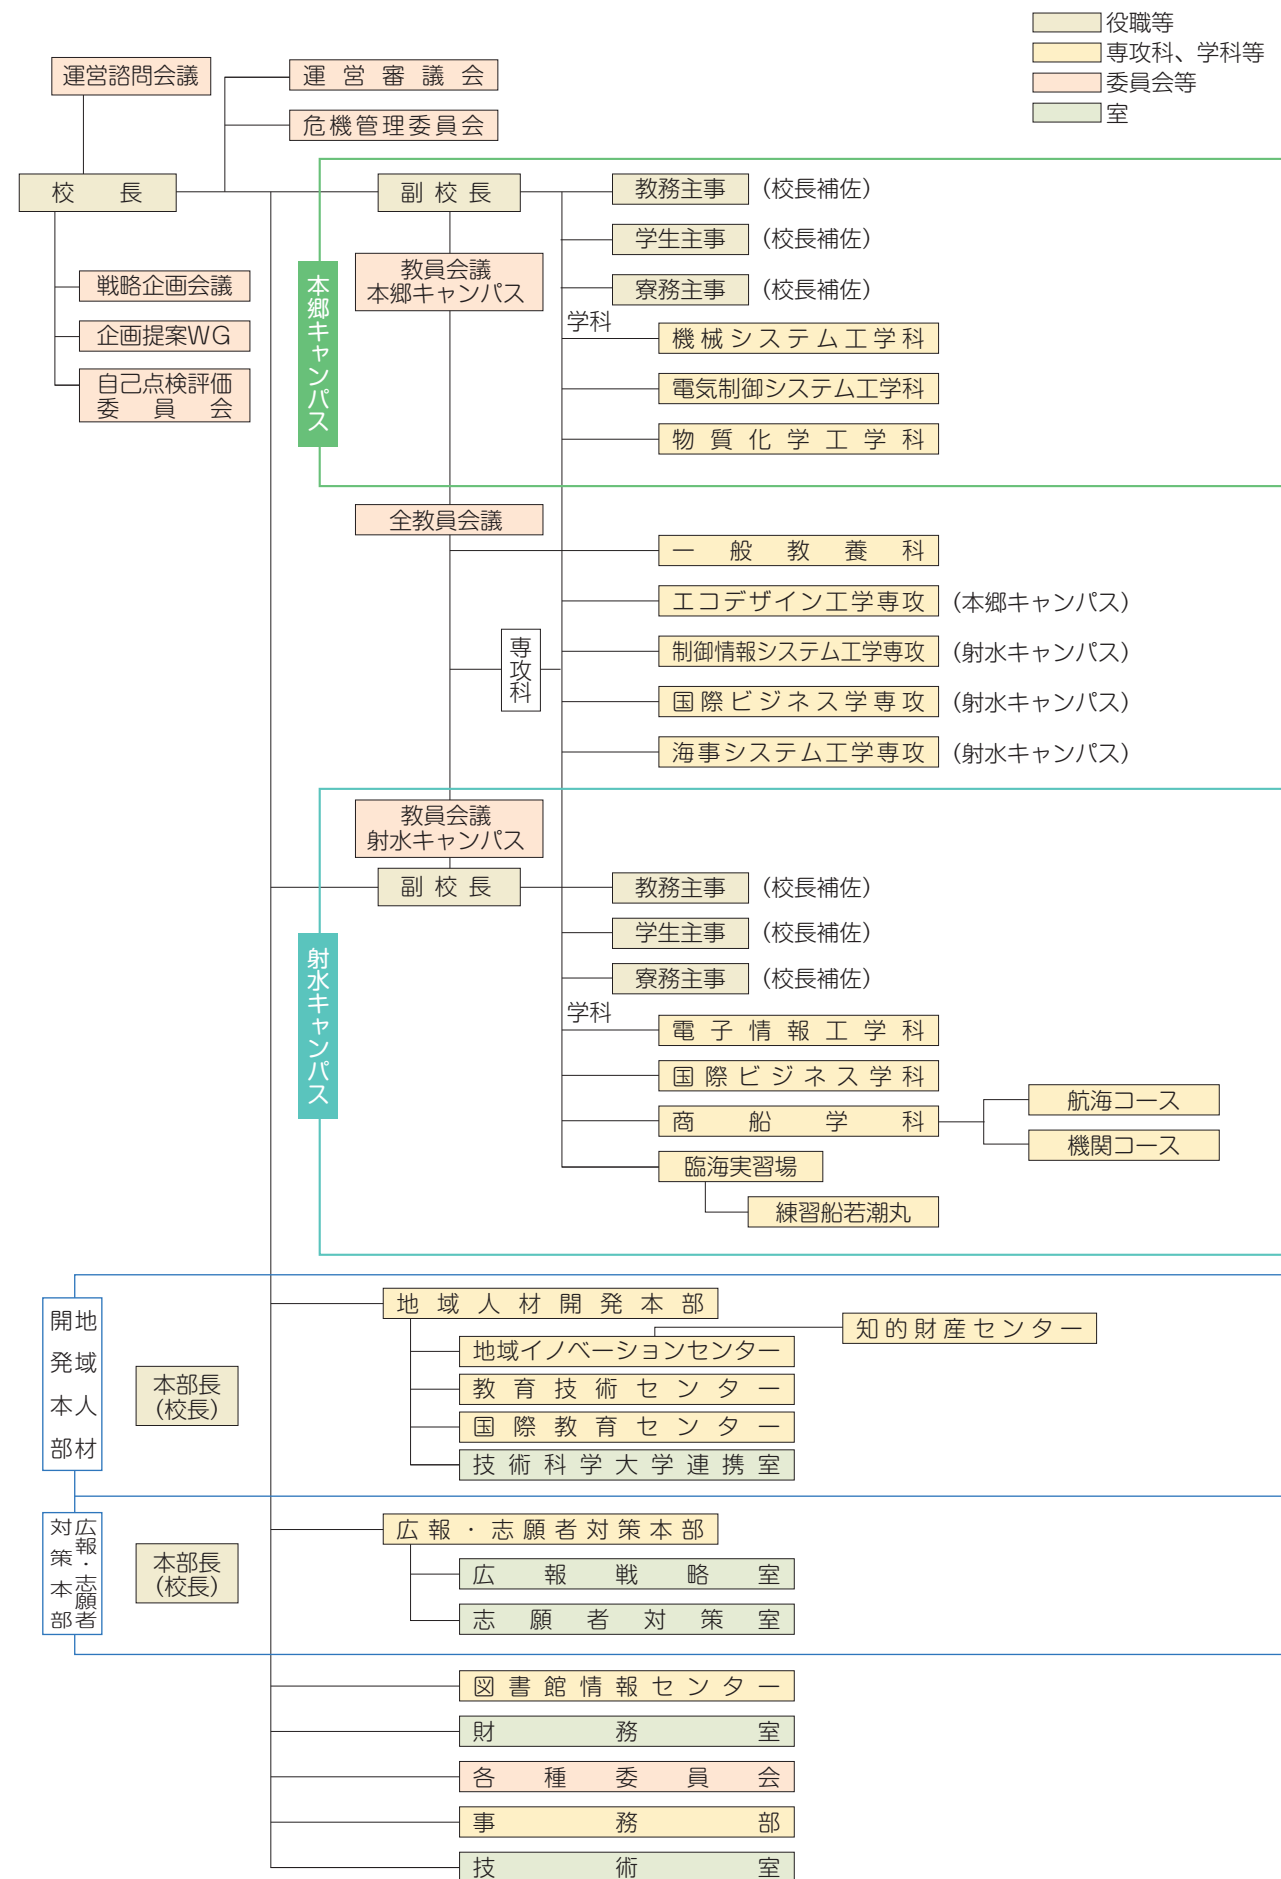 役職等
専攻科、学科等
委員会等
室
運営諮問会議
運営審議会
危機管理委員会
校長
戦略企画会議
企画提案WG
自己点検評価
委員会
本郷キャンパス
副校長
教員会議
本郷キャンパス
教務主事 (校長補佐)
学生主事 (校長補佐)
寮務主事 (校長補佐)
学科
機械システム工学科
電気制御システム工学科
物質化学工学科
全教員会議
一般教養科
専攻科
エコデザイン工学専攻 (本郷キャンパス)
制御情報システム工学専攻 (射水キャンパス)
国際ビジネス学専攻 (射水キャンパス)
海事システム工学専攻 (射水キャンパス)
射水キャンパス
教員会議
射水キャンパス
副校長
教務主事 (校長補佐)
学生主事 (校長補佐)
寮務主事 (校長補佐)
学科
電子情報工学科
国際ビジネス学科
商船学科
航海コース
機関コース
臨海実習場
練習船若潮丸
地域人材
開発本部
本部長
(校長)
地域人材開発本部
地域イノベーションセンター
知的財産センター
教育技術センター
国際教育センター
技術科学大学連携室
広報・志願者
対策本部
本部長
(校長)
広報・志願者対策本部
広報戦略室
志願者対策室
図書館情報センター
財務室
各種委員会
事務部
技術室